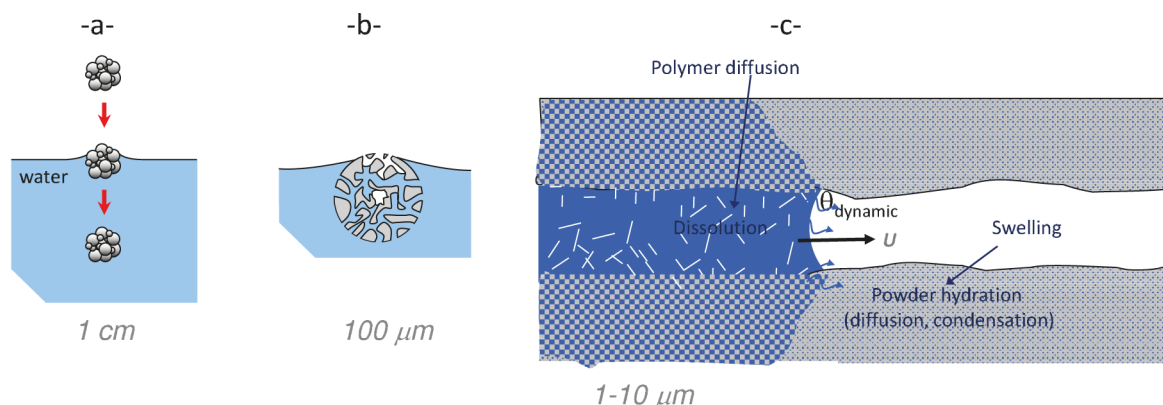 -a-
-b-
-c-
Polymer diffusion
water
θdynamic
Dissolution
U
Swelling
Powder hydration
(diffusion, condensation)
1 cm
100 μm
1-10 μm